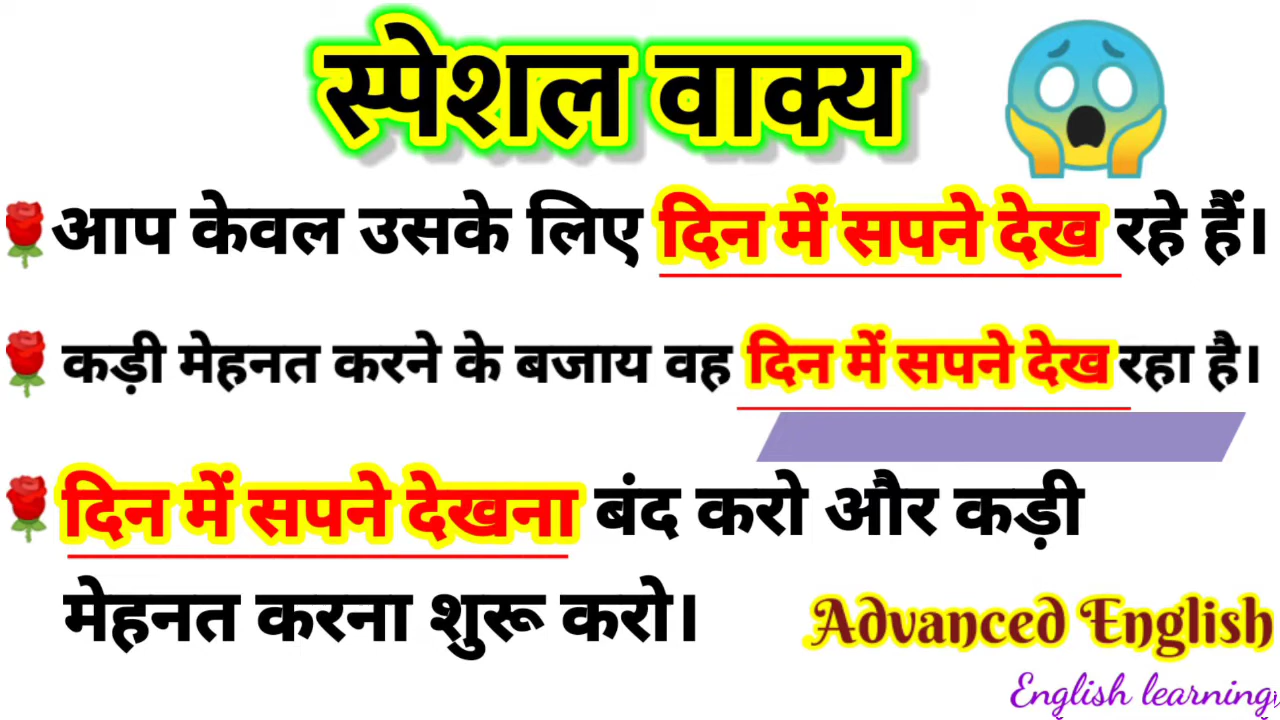 स्पेशल वाक्य
आप केवल उसके लिए दिन में सपने देख रहे हैं।
कड़ी मेहनत करने के बजाय वह दिन में सपने देख रहा है।
दिन में सपने देखना बंद करो और कड़ी
मेहनत करना शुरू करो।
Advanced English
English learning